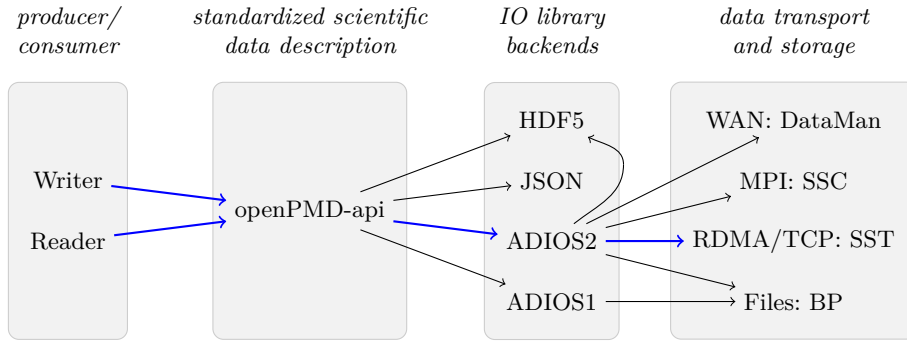 producer/
consumer
standardized scientific
data description
IO library
backends
data transport
and storage
Writer
Reader
openPMD-api
HDF5
JSON
ADIOS2
ADIOS1
WAN: DataMan
MPI: SSC
RDMA/TCP: SST
Files: BP